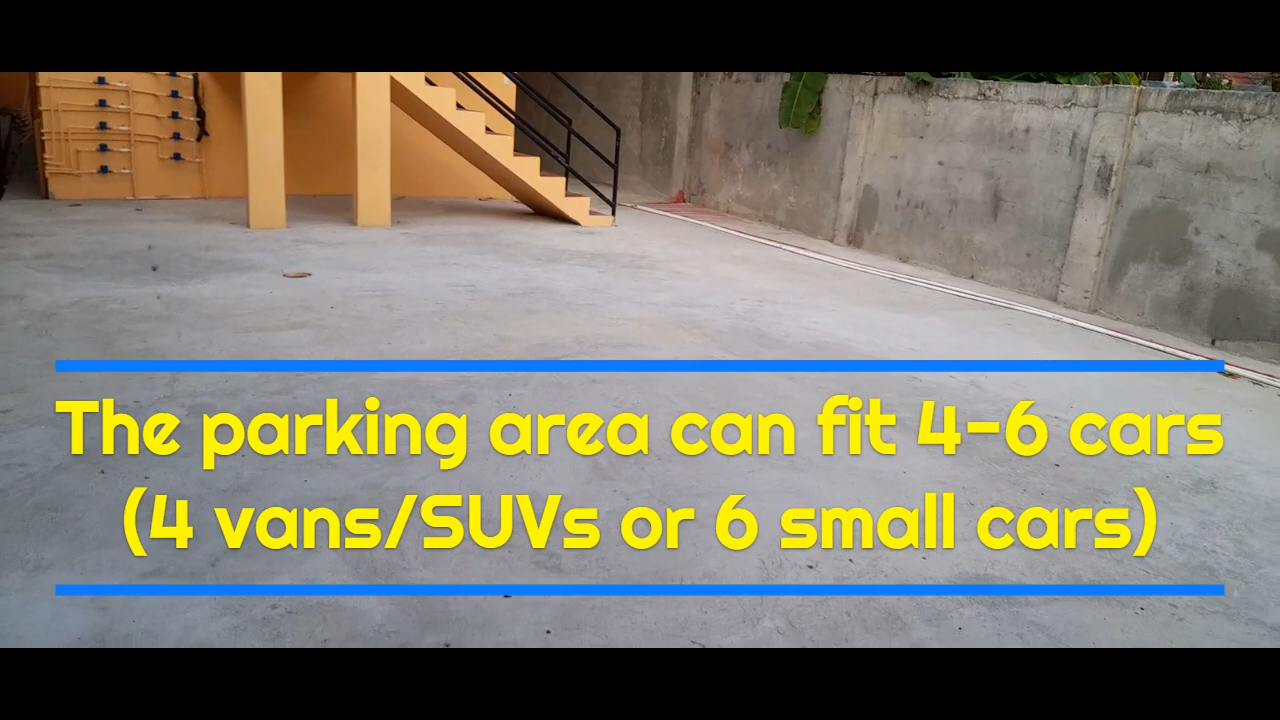 The parking area can fit 4-6 cars
(4 vans/SUVs or 6 small cars)